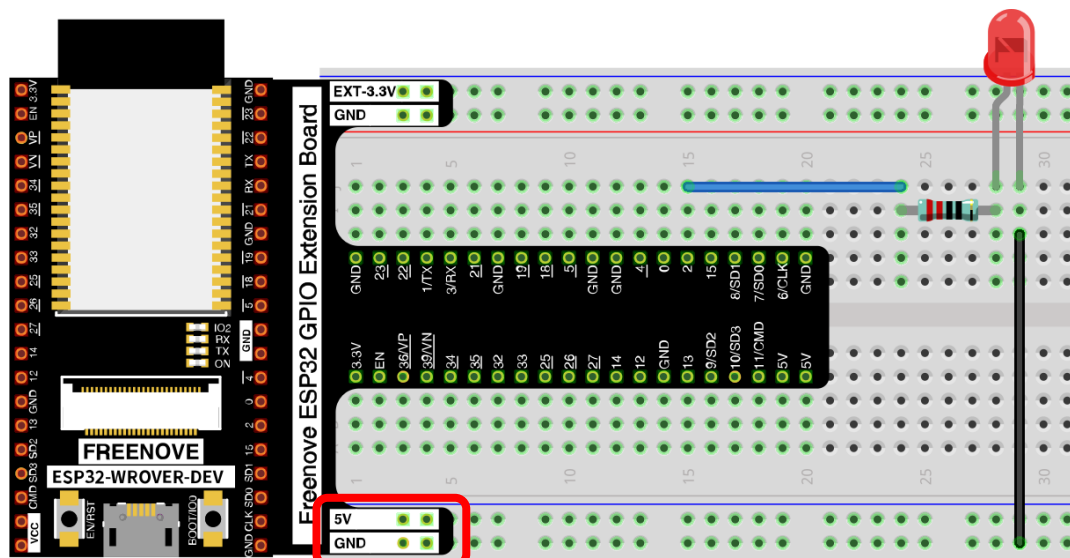 3.3V
EN
VP
VN
34
35
32
33
25
26
27
14
12
GND
13
SD2
SD3
CMD
VCC
GND
23
22
TX
RX
21
GND
19
18
5
GND
4
0
2
15
SD1
SD0
CLK
GND
IO2
RX
TX
ON
FREENOVE
ESP32-WROVER-DEV
EN/RST
BOOT/IO0
Freenove ESP32 GPIO Extension Board
EXT-3.3V
GND
1 5 10 15 20 25 30
J
GND 23 22 1/TX 3/RX 21 GND 19 18 5 GND GND 4 0 2 15 8/SD1 7/SD0 6/CLK GND
3.3V EN 36/VP 39/VN 34 35 32 33 25 26 27 14 12 GND 13 9/SD2 10/SD3 11/CMD 5V 5V
1 5 10 15 20 25 30
5V
GND